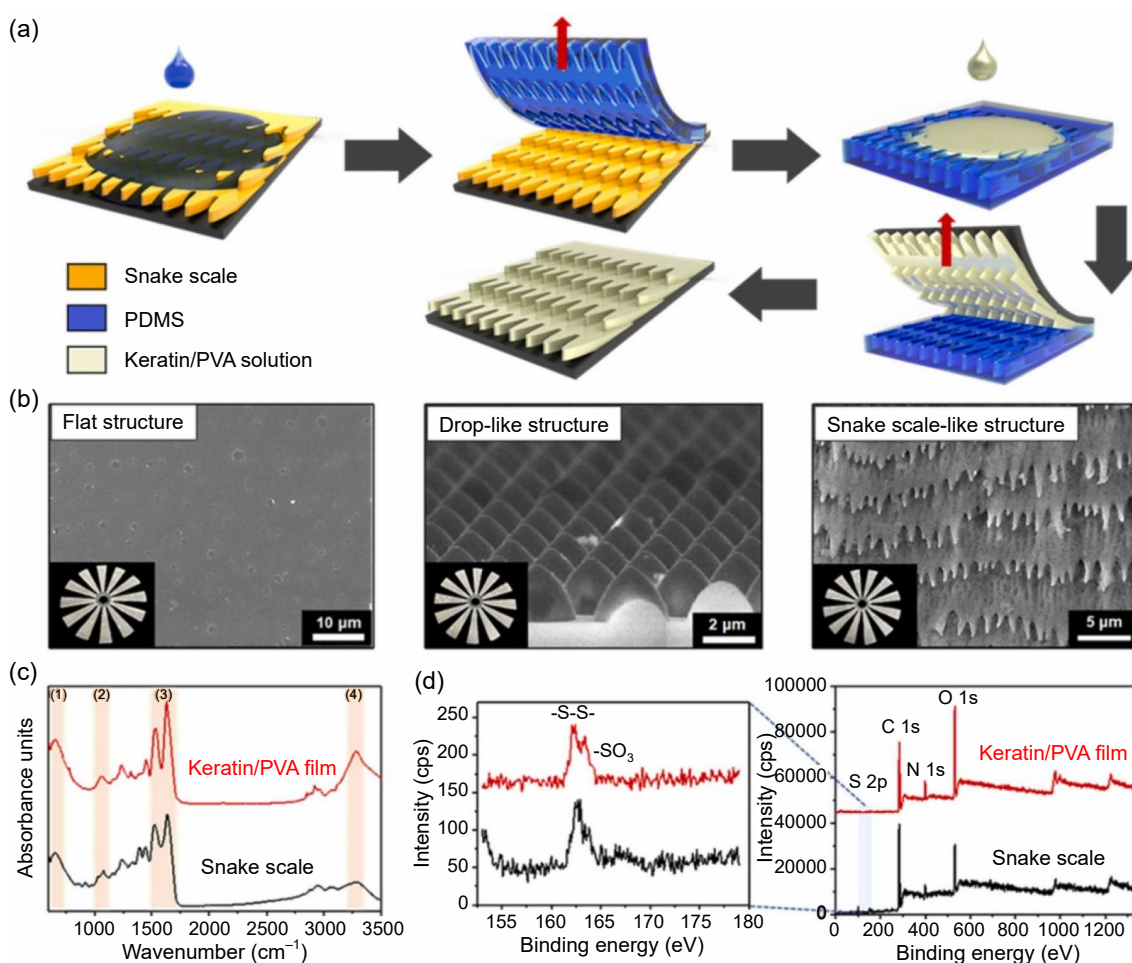 (a)
Snake scale
PDMS
Keratin/PVA solution
(b)
Flat structure
10 µm
Drop-like structure
2 µm
Snake scale-like structure
5 µm
(c)
(1)
(2)
(3)
(4)
Absorbance units
Keratin/PVA film
Snake scale
1000
1500
2000
2500
3000
3500
Wavenumber (cm⁻¹)
(d)
250
200
150
100
50
0
Intensity (cps)
-S-S-
-SO₃
155
160
165
170
175
180
Binding energy (eV)
100000
80000
60000
40000
20000
0
Intensity (cps)
O 1s
C 1s
N 1s
S 2p
Keratin/PVA film
Snake scale
0
200
400
600
800
1000
1200
Binding energy (eV)